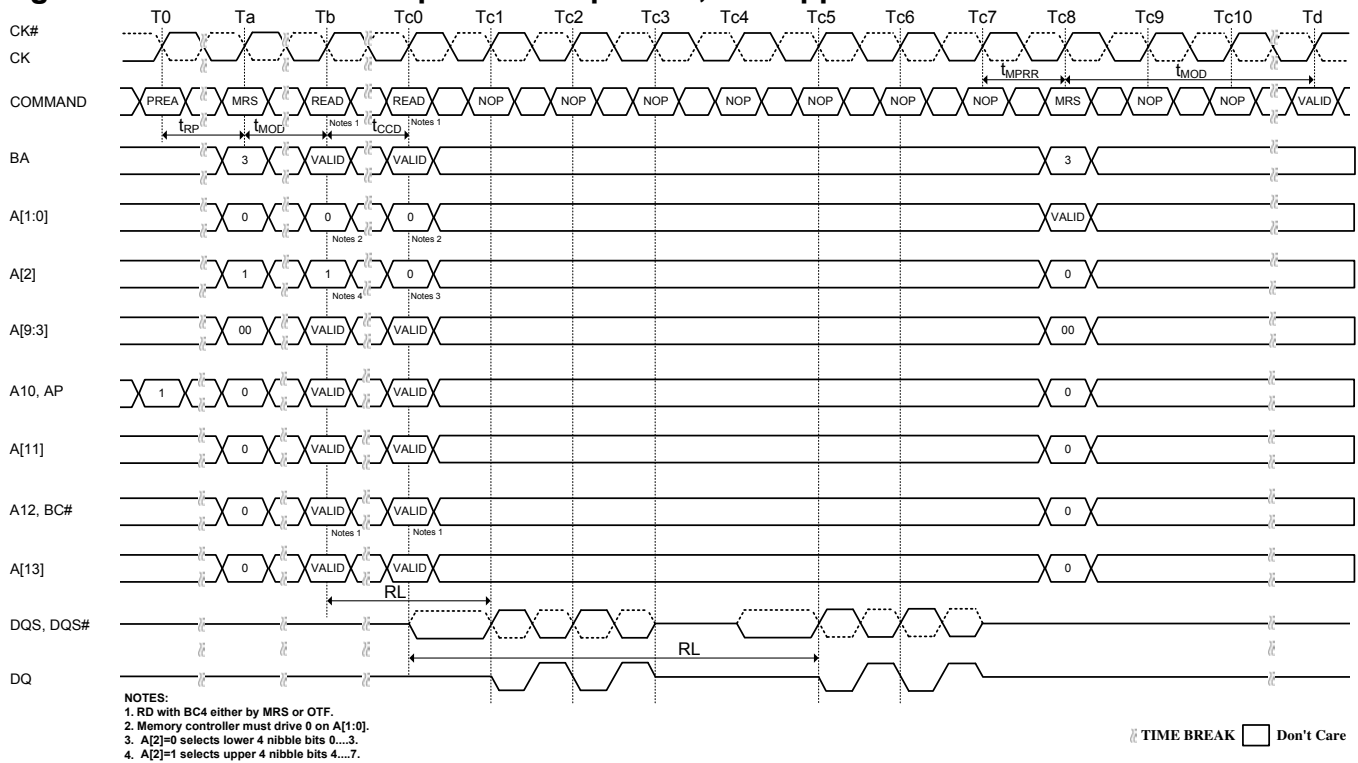 T0 Ta Tb Tc0 Tc1 Tc2 Tc3 Tc4 Tc5 Tc6 Tc7 Tc8 Tc9 Tc10 Td
CK#
CK
tMPRR tMOD
COMMAND PREA MRS READ READ NOP NOP NOP NOP NOP NOP NOP MRS NOP NOP VALID
Notes 1 Notes 1
tRP tMOD tCCD
BA 3 VALID VALID 3
A[1:0] 0 0 0 VALID
Notes 2 Notes 2
A[2] 1 1 0 0
Notes 4 Notes 3
A[9:3] 00 VALID VALID 00
A10, AP 1 0 VALID VALID 0
A[11] 0 VALID VALID 0
A12, BC# 0 VALID VALID 0
Notes 1 Notes 1
A[13] 0 VALID VALID 0
RL
DQS, DQS#
RL
DQ
NOTES:
1. RD with BC4 either by MRS or OTF.
2. Memory controller must drive 0 on A[1:0].
3. A[2]=0 selects lower 4 nibble bits 0....3.
4. A[2]=1 selects upper 4 nibble bits 4....7.
TIME BREAK Don't Care